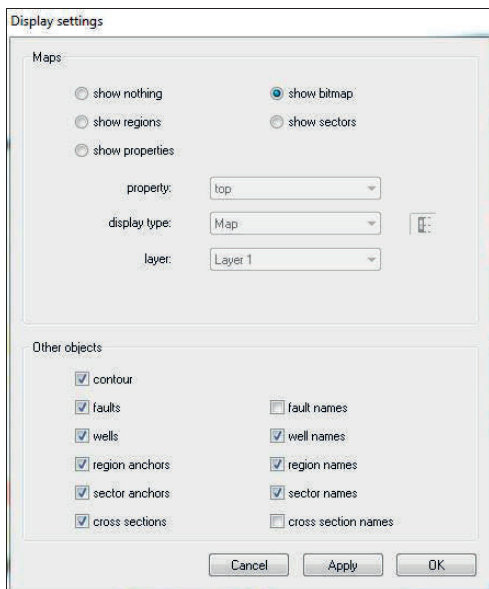 Display settings
Maps
show nothing
show bitmap
show regions
show sectors
show properties
property: top
display type: Map
layer: Layer 1
Other objects
contour
faults
fault names
wells
well names
region anchors
region names
sector anchors
sector names
cross sections
cross section names
Cancel Apply OK